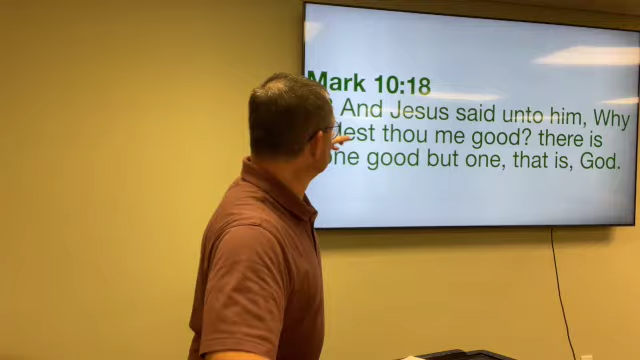 Mark 10:18
And Jesus said unto him, Why
thou me good? there is
good but one, that is, God.